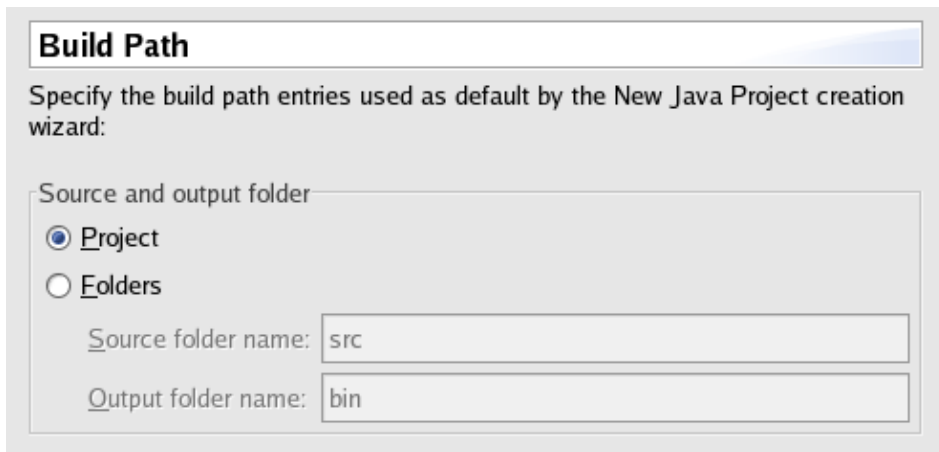 Build Path
Specify the build path entries used as default by the New Java Project creation
wizard:
Source and output folder
Project
Folders
Source folder name: src
Output folder name: bin